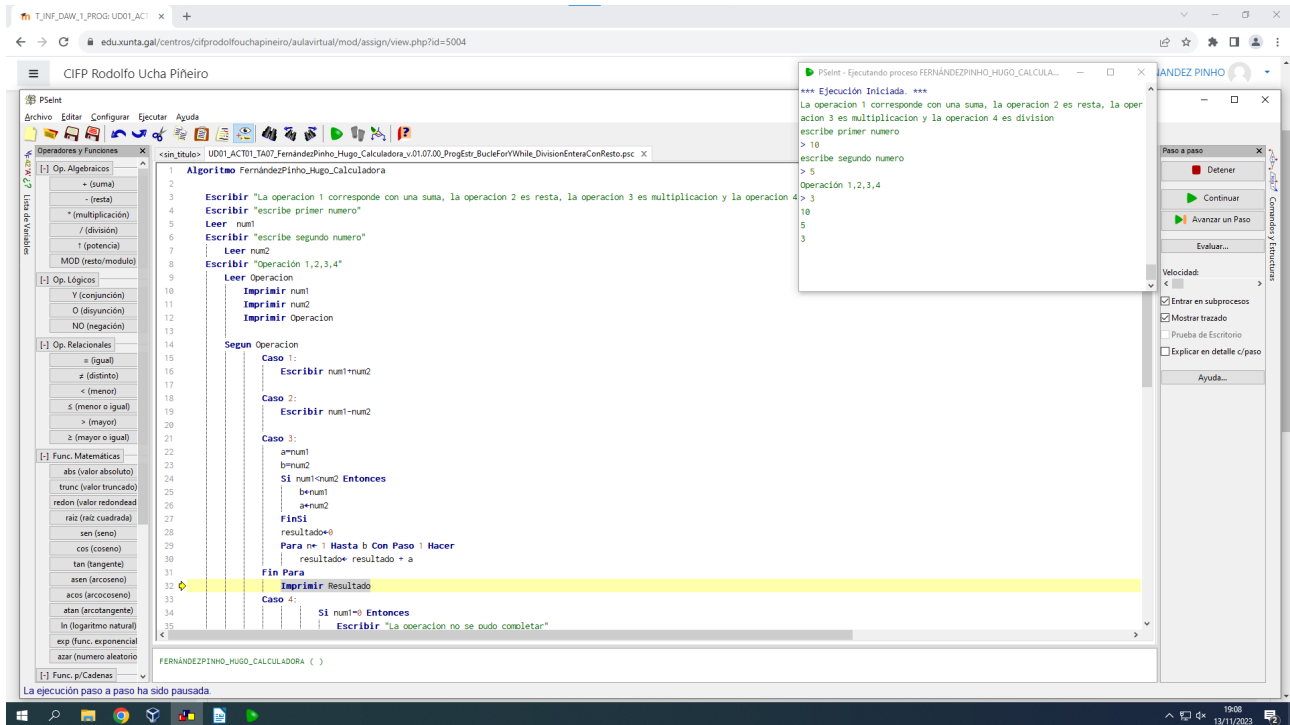 T_INF_DAW_1_PROG: UD01_ACT
edu.xunta.gal/centros/cifprodolfouchapineiro/aulavirtual/mod/assign/view.php?id=5004
CIFP Rodolfo Ucha Piñeiro
ANDEZ PINHO
PSeInt
Archivo Editar Configurar Ejecutar Ayuda
Operadores y Funciones
Lista de Variables
[-] Op. Algebraicos
+ (suma)
- (resta)
* (multiplicación)
/ (división)
↑ (potencia)
MOD (resto/modulo)
[-] Op. Lógicos
Y (conjunción)
O (disyunción)
NO (negación)
[-] Op. Relacionales
= (igual)
≠ (distinto)
< (menor)
≤ (menor o igual)
> (mayor)
≥ (mayor o igual)
[-] Func. Matemáticas
abs (valor absoluto)
trunc (valor truncado)
redon (valor redondead
raiz (raíz cuadrada)
sen (seno)
cos (coseno)
tan (tangente)
asen (arcoseno)
acos (arcocoseno)
atan (arcotangente)
ln (logaritmo natural)
exp (func. exponencial
azar (numero aleatorio
[-] Func. p/Cadenas
<sin_titulo> UD01_ACT01_TA07_FernándezPinho_Hugo_Calculadora_v.01.07.00_ProgEstr_BucleForYWhile_DivisionEnteraConResto.psc X
1 Algoritmo FernándezPinho_Hugo_Calculadora
2
3 Escribir "La operacion 1 corresponde con una suma, la operacion 2 es resta, la operacion 3 es multiplicacion y la operacion 4
4 Escribir "escribe primer numero"
5 Leer num1
6 Escribir "escribe segundo numero"
7 Leer num2
8 Escribir "Operación 1,2,3,4"
9 Leer Operacion
10 Imprimir num1
11 Imprimir num2
12 Imprimir Operacion
13
14 Segun Operacion
15 Caso 1:
16 Escribir num1+num2
17
18 Caso 2:
19 Escribir num1-num2
20
21 Caso 3:
22 a=num1
23 b=num2
24 Si num1<num2 Entonces
25 b←num1
26 a←num2
27 FinSi
28 resultado←0
29 Para n← 1 Hasta b Con Paso 1 Hacer
30 resultado← resultado + a
31 Fin Para
32 Imprimir Resultado
33 Caso 4:
34 Si num1=0 Entonces
35 Escribir "La operacion no se pudo completar"
FERNÁNDEZPINHO_HUGO_CALCULADORA ( )
La ejecución paso a paso ha sido pausada.
PSeInt - Ejecutando proceso FERNÁNDEZPINHO_HUGO_CALCULA...
*** Ejecución Iniciada. ***
La operacion 1 corresponde con una suma, la operacion 2 es resta, la oper
acion 3 es multiplicacion y la operacion 4 es division
escribe primer numero
> 10
escribe segundo numero
> 5
Operación 1,2,3,4
> 3
10
5
3
Paso a paso
Detener
Continuar
Avanzar un Paso
Evaluar...
Velocidad:
Entrar en subprocesos
Mostrar trazado
Prueba de Escritorio
Explicar en detalle c/paso
Ayuda...
Comandos y Estructuras
19:08
13/11/2023